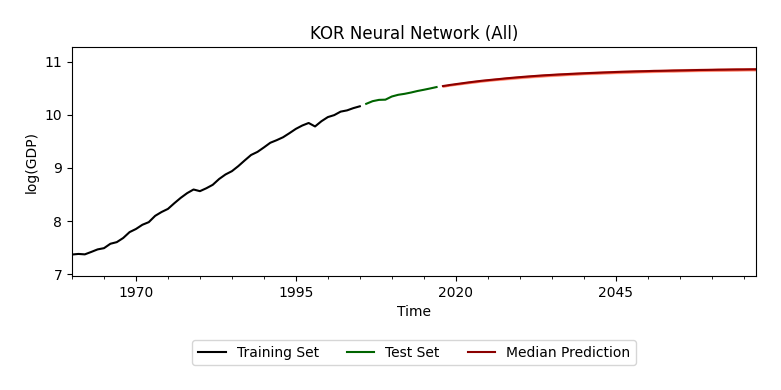 KOR Neural Network (All)
log(GDP)
11
10
9
8
7
1970 1995 2020 2045
Time
Training Set Test Set Median Prediction